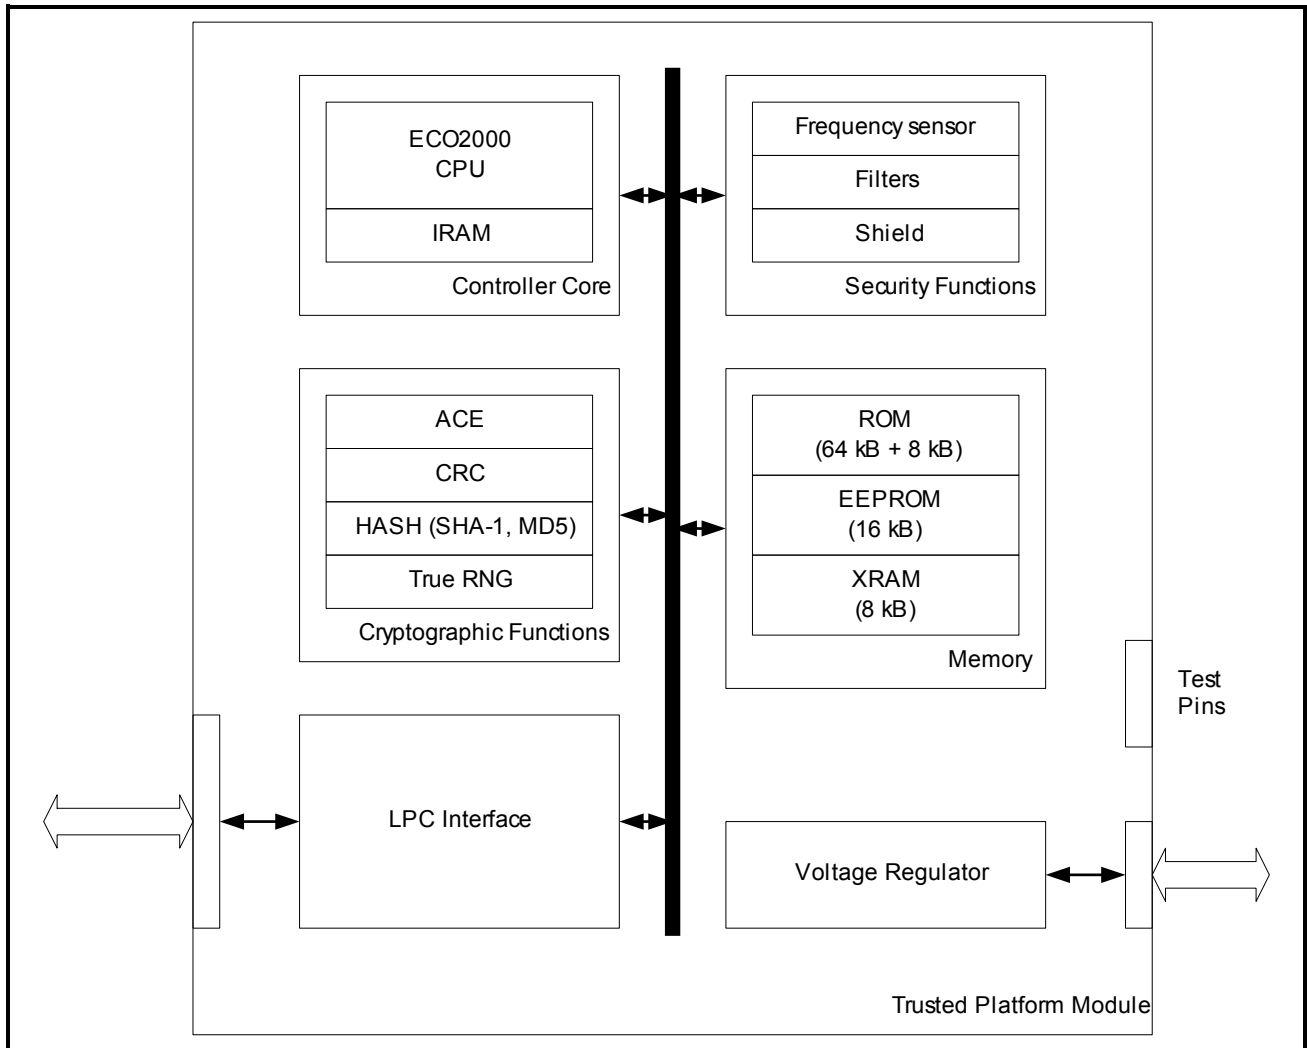 ECO2000
CPU
IRAM
Controller Core
Frequency sensor
Filters
Shield
Security Functions
ACE
CRC
HASH (SHA-1, MD5)
True RNG
Cryptographic Functions
ROM
(64 kB + 8 kB)
EEPROM
(16 kB)
XRAM
(8 kB)
Memory
Test
Pins
LPC Interface
Voltage Regulator
Trusted Platform Module